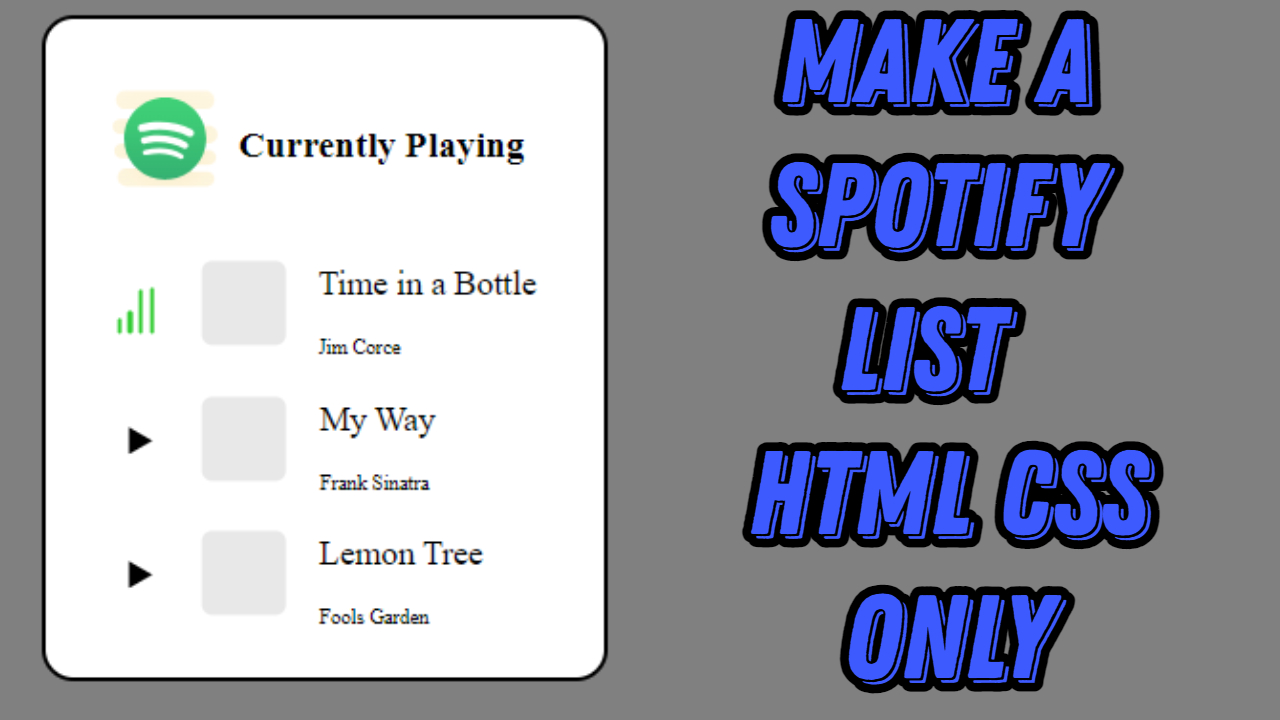 Currently Playing
Time in a Bottle
Jim Corce
My Way
Frank Sinatra
Lemon Tree
Fools Garden
MAKE A
SPOTIFY
LIST
HTML CSS
ONLY